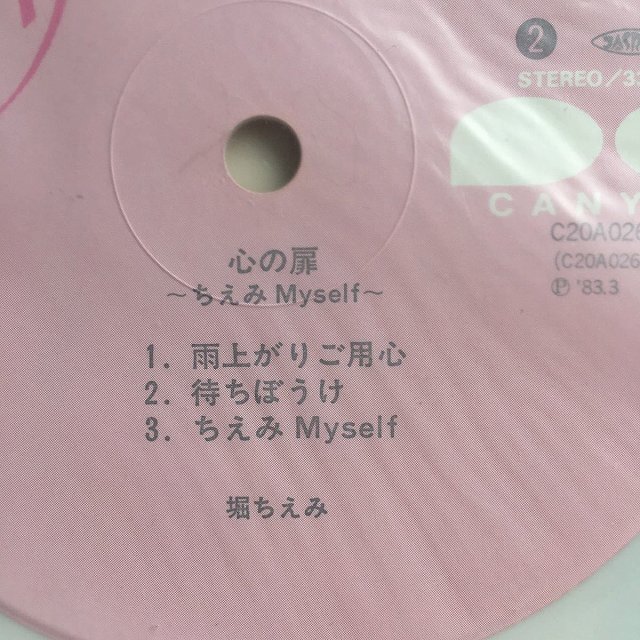 2
STEREO/3
CANY
C20A026
(C20A026
Ⓟ '83.3
心の扉
～ちえみ Myself～
1. 雨上がりご用心
2. 待ちぼうけ
3. ちえみ Myself
堀ちえみ